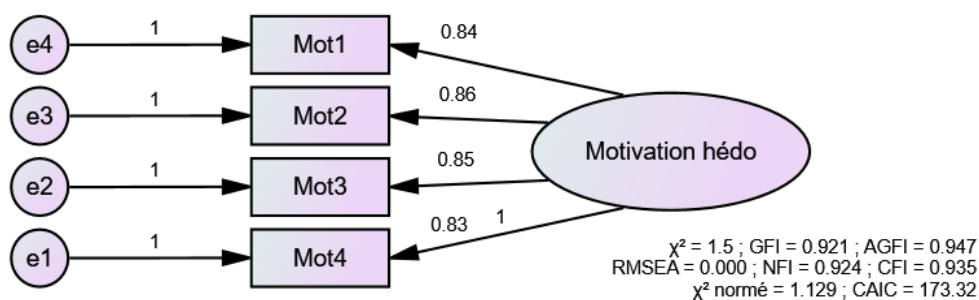 e4 1 Mot1 0.84
e3 1 Mot2 0.86
Motivation hédo
e2 1 Mot3 0.85
e1 1 Mot4 0.83 1
χ² = 1.5 ; GFI = 0.921 ; AGFI = 0.947
RMSEA = 0.000 ; NFI = 0.924 ; CFI = 0.935
χ² normé = 1.129 ; CAIC = 173.32